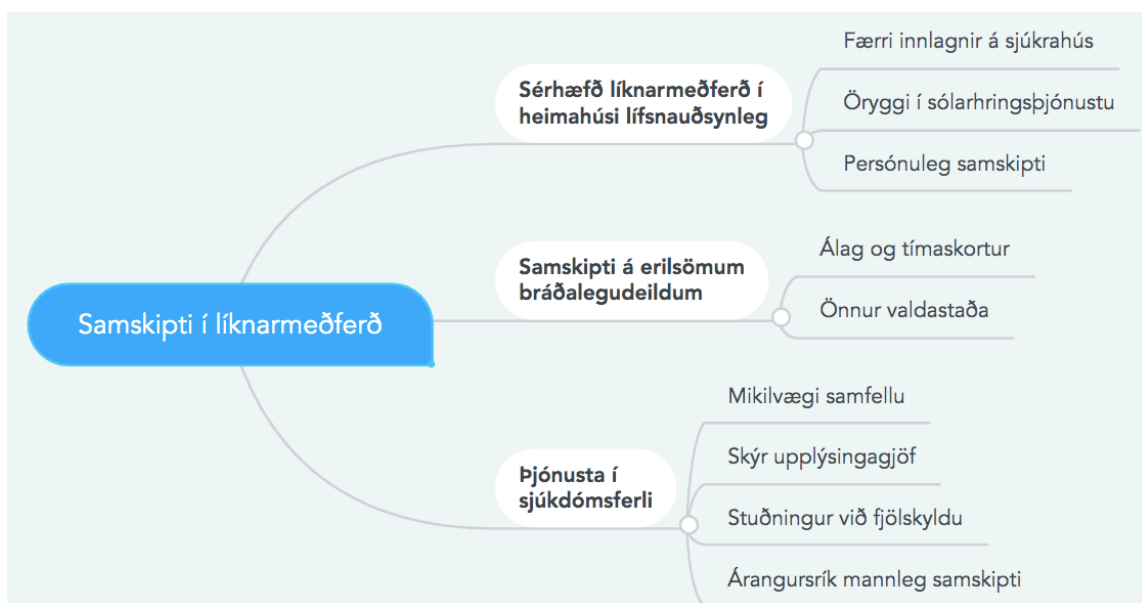 Samskipti í líknarmeðferð
Sérhæfð líknarmeðferð í
heimahúsi lífsnauðsynleg
Færri innlagnir á sjúkrahús
Öryggi í sólarhringsþjónustu
Persónuleg samskipti
Samskipti á erilsömum
bráðalegudeildum
Álag og tímaskortur
Önnur valdastaða
Þjónusta í
sjúkdómsferli
Mikilvægi samfellu
Skýr upplýsingagjöf
Stuðningur við fjölskyldu
Árangursrík mannleg samskipti